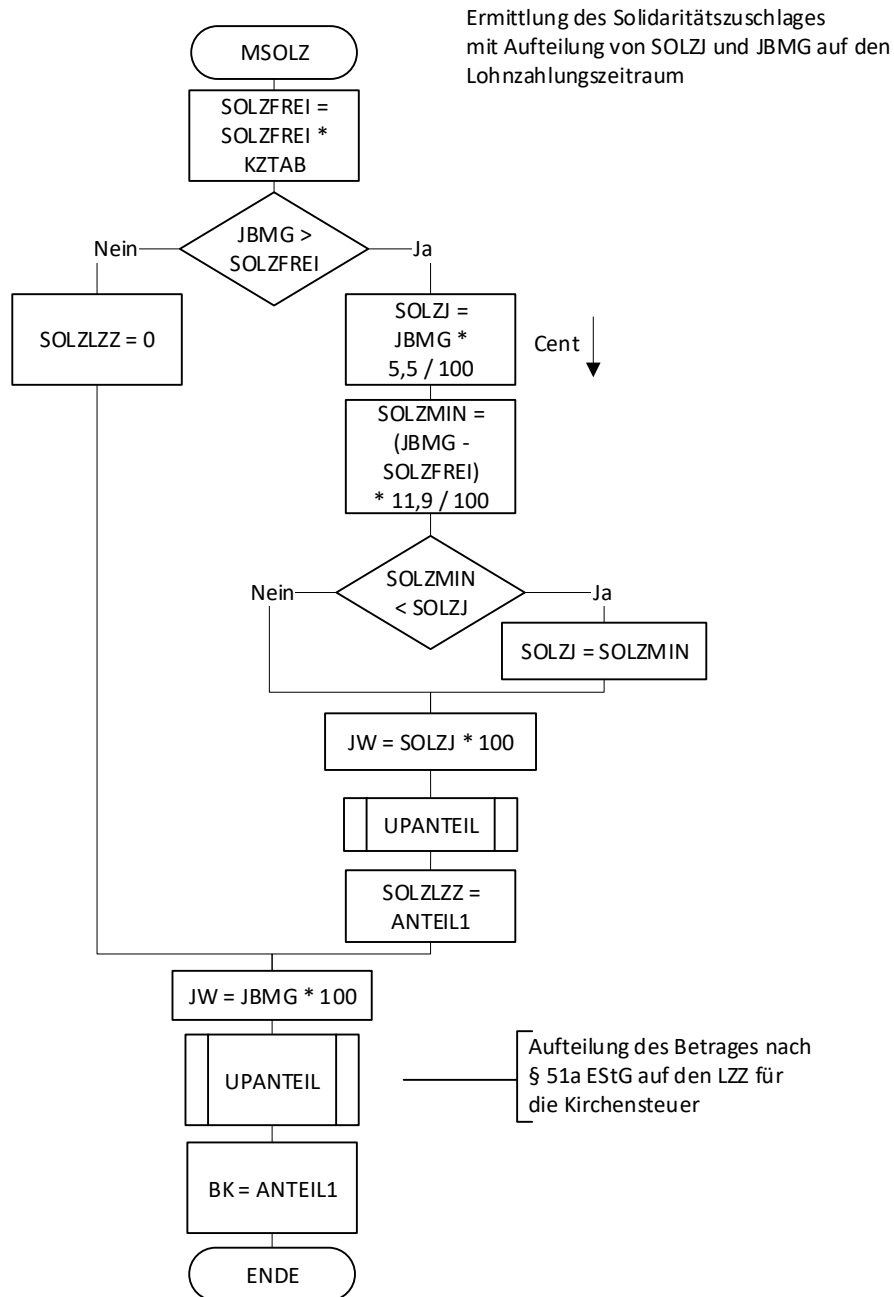 Ermittlung des Solidaritätszuschlages
mit Aufteilung von SOLZJ und JBMG auf den
Lohnzahlungszeitraum
MSOLZ
SOLZFREI =
SOLZFREI *
KZTAB
Nein
JBMG >
SOLZFREI
Ja
SOLZLZZ = 0
SOLZJ =
JBMG *
5,5 / 100
Cent
SOLZMIN =
(JBMG -
SOLZFREI)
* 11,9 / 100
Nein
SOLZMIN
< SOLZJ
Ja
SOLZJ = SOLZMIN
JW = SOLZJ * 100
UPANTEIL
SOLZLZZ =
ANTEIL1
JW = JBMG * 100
UPANTEIL
Aufteilung des Betrages nach
§ 51a EStG auf den LZZ für
die Kirchensteuer
BK = ANTEIL1
ENDE